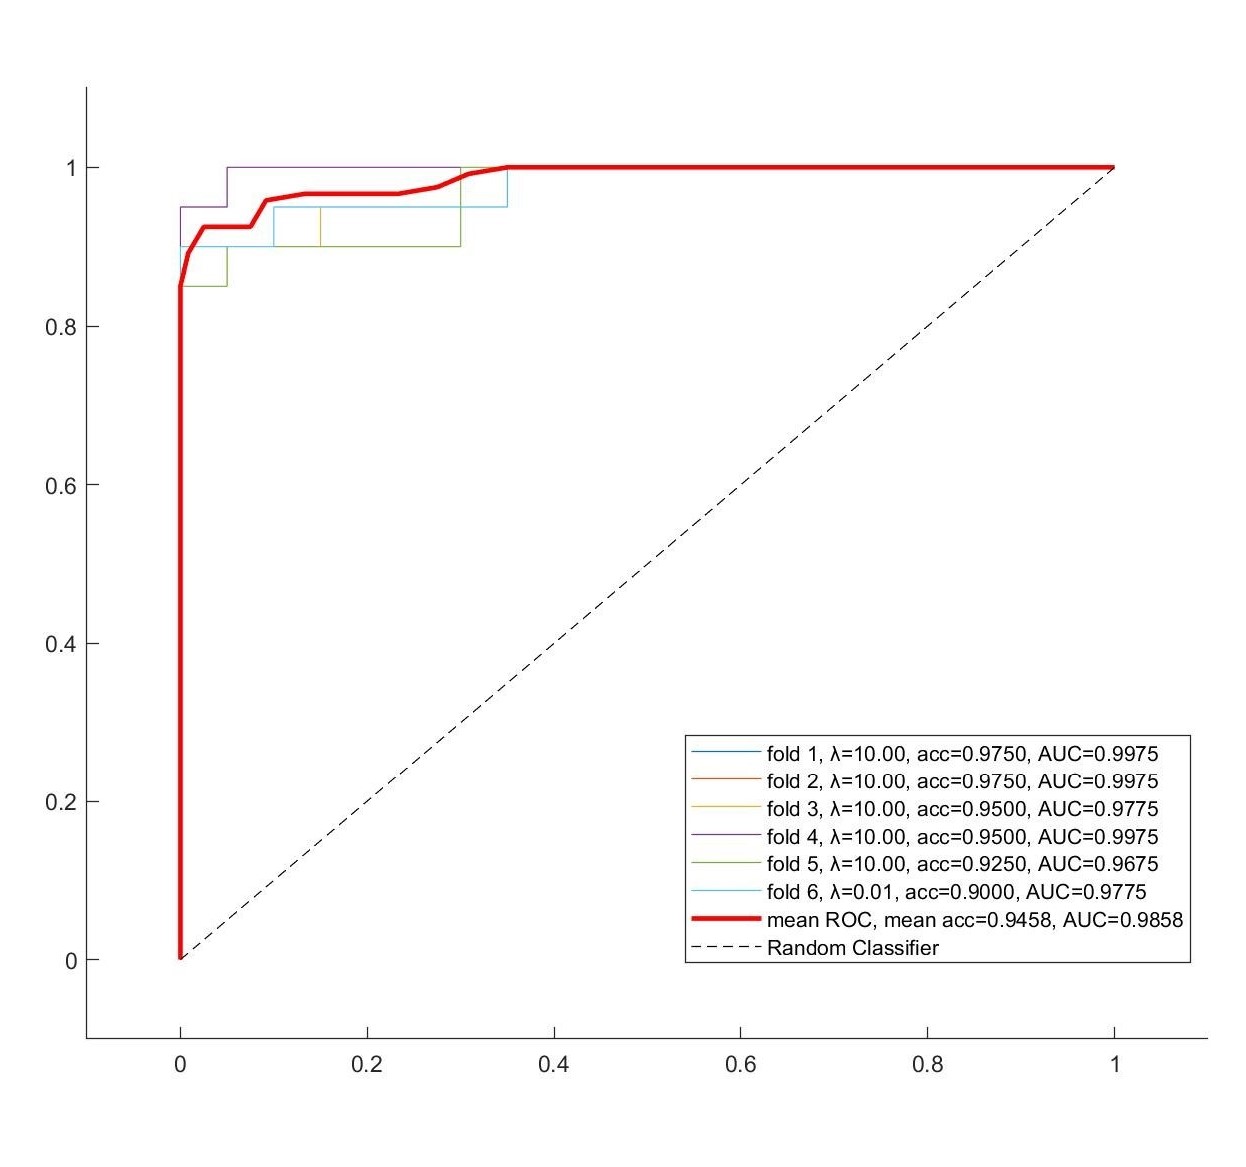 1
0.8
0.6
0.4
0.2
0
fold 1, λ=10.00, acc=0.9750, AUC=0.9975
fold 2, λ=10.00, acc=0.9750, AUC=0.9975
fold 3, λ=10.00, acc=0.9500, AUC=0.9775
fold 4, λ=10.00, acc=0.9500, AUC=0.9975
fold 5, λ=10.00, acc=0.9250, AUC=0.9675
fold 6, λ=0.01, acc=0.9000, AUC=0.9775
mean ROC, mean acc=0.9458, AUC=0.9858
Random Classifier
0 0.2 0.4 0.6 0.8 1